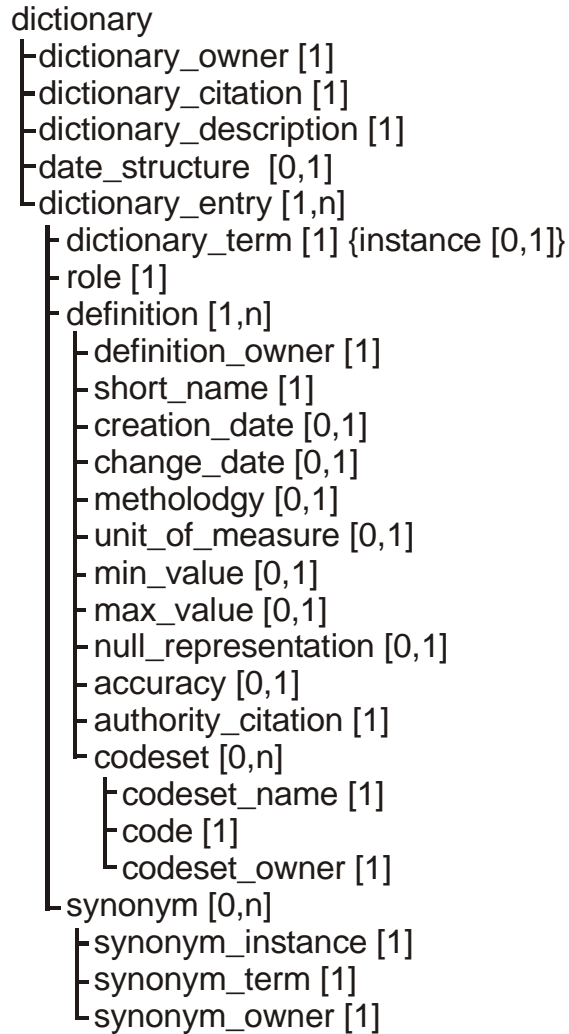 dictionary
dictionary_owner [1]
dictionary_citation [1]
dictionary_description [1]
date_structure [0,1]
dictionary_entry [1,n]
dictionary_term [1] {instance [0,1]}
role [1]
definition [1,n]
definition_owner [1]
short_name [1]
creation_date [0,1]
change_date [0,1]
metholodgy [0,1]
unit_of_measure [0,1]
min_value [0,1]
max_value [0,1]
null_representation [0,1]
accuracy [0,1]
authority_citation [1]
codeset [0,n]
codeset_name [1]
code [1]
codeset_owner [1]
synonym [0,n]
synonym_instance [1]
synonym_term [1]
synonym_owner [1]